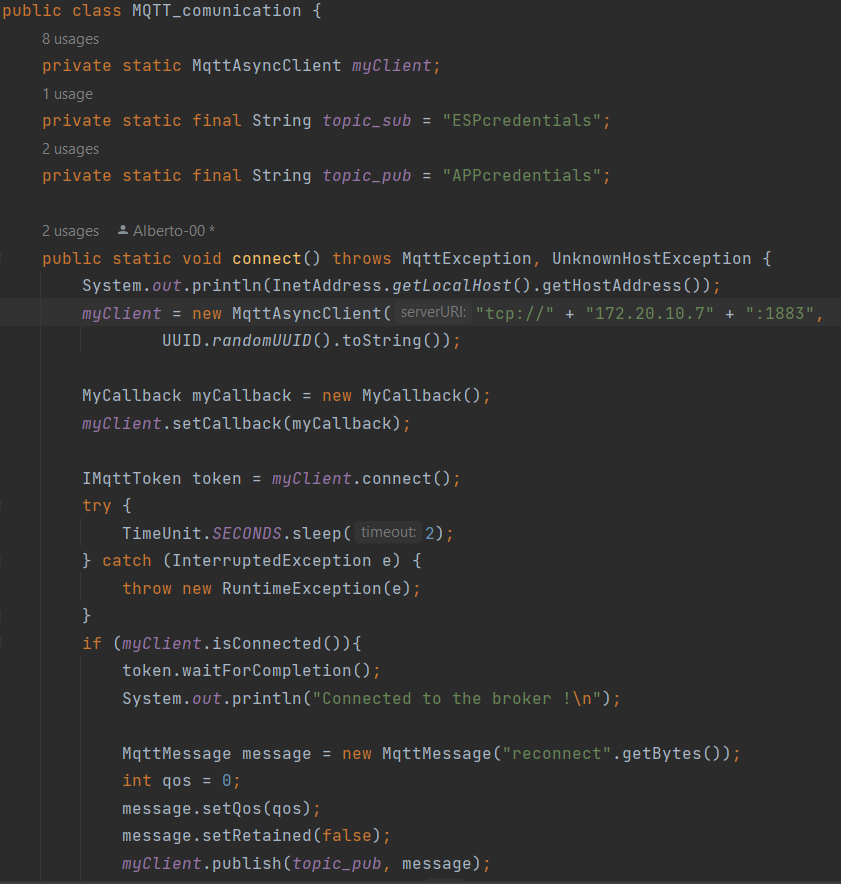 public class MQTT_comunication {
8 usages
private static MqttAsyncClient myClient;
1 usage
private static final String topic_sub = "ESPcredentials";
2 usages
private static final String topic_pub = "APPcredentials";
2 usages Alberto-00 *
public static void connect() throws MqttException, UnknownHostException {
System.out.println(InetAddress.getLocalHost().getHostAddress());
myClient = new MqttAsyncClient( serverURI: "tcp://" + "172.20.10.7" + ":1883",
UUID.randomUUID().toString());
MyCallback myCallback = new MyCallback();
myClient.setCallback(myCallback);
IMqttToken token = myClient.connect();
try {
TimeUnit.SECONDS.sleep( timeout: 2);
} catch (InterruptedException e) {
throw new RuntimeException(e);
}
if (myClient.isConnected()){
token.waitForCompletion();
System.out.println("Connected to the broker !\n");
MqttMessage message = new MqttMessage("reconnect".getBytes());
int qos = 0;
message.setQos(qos);
message.setRetained(false);
myClient.publish(topic_pub, message);